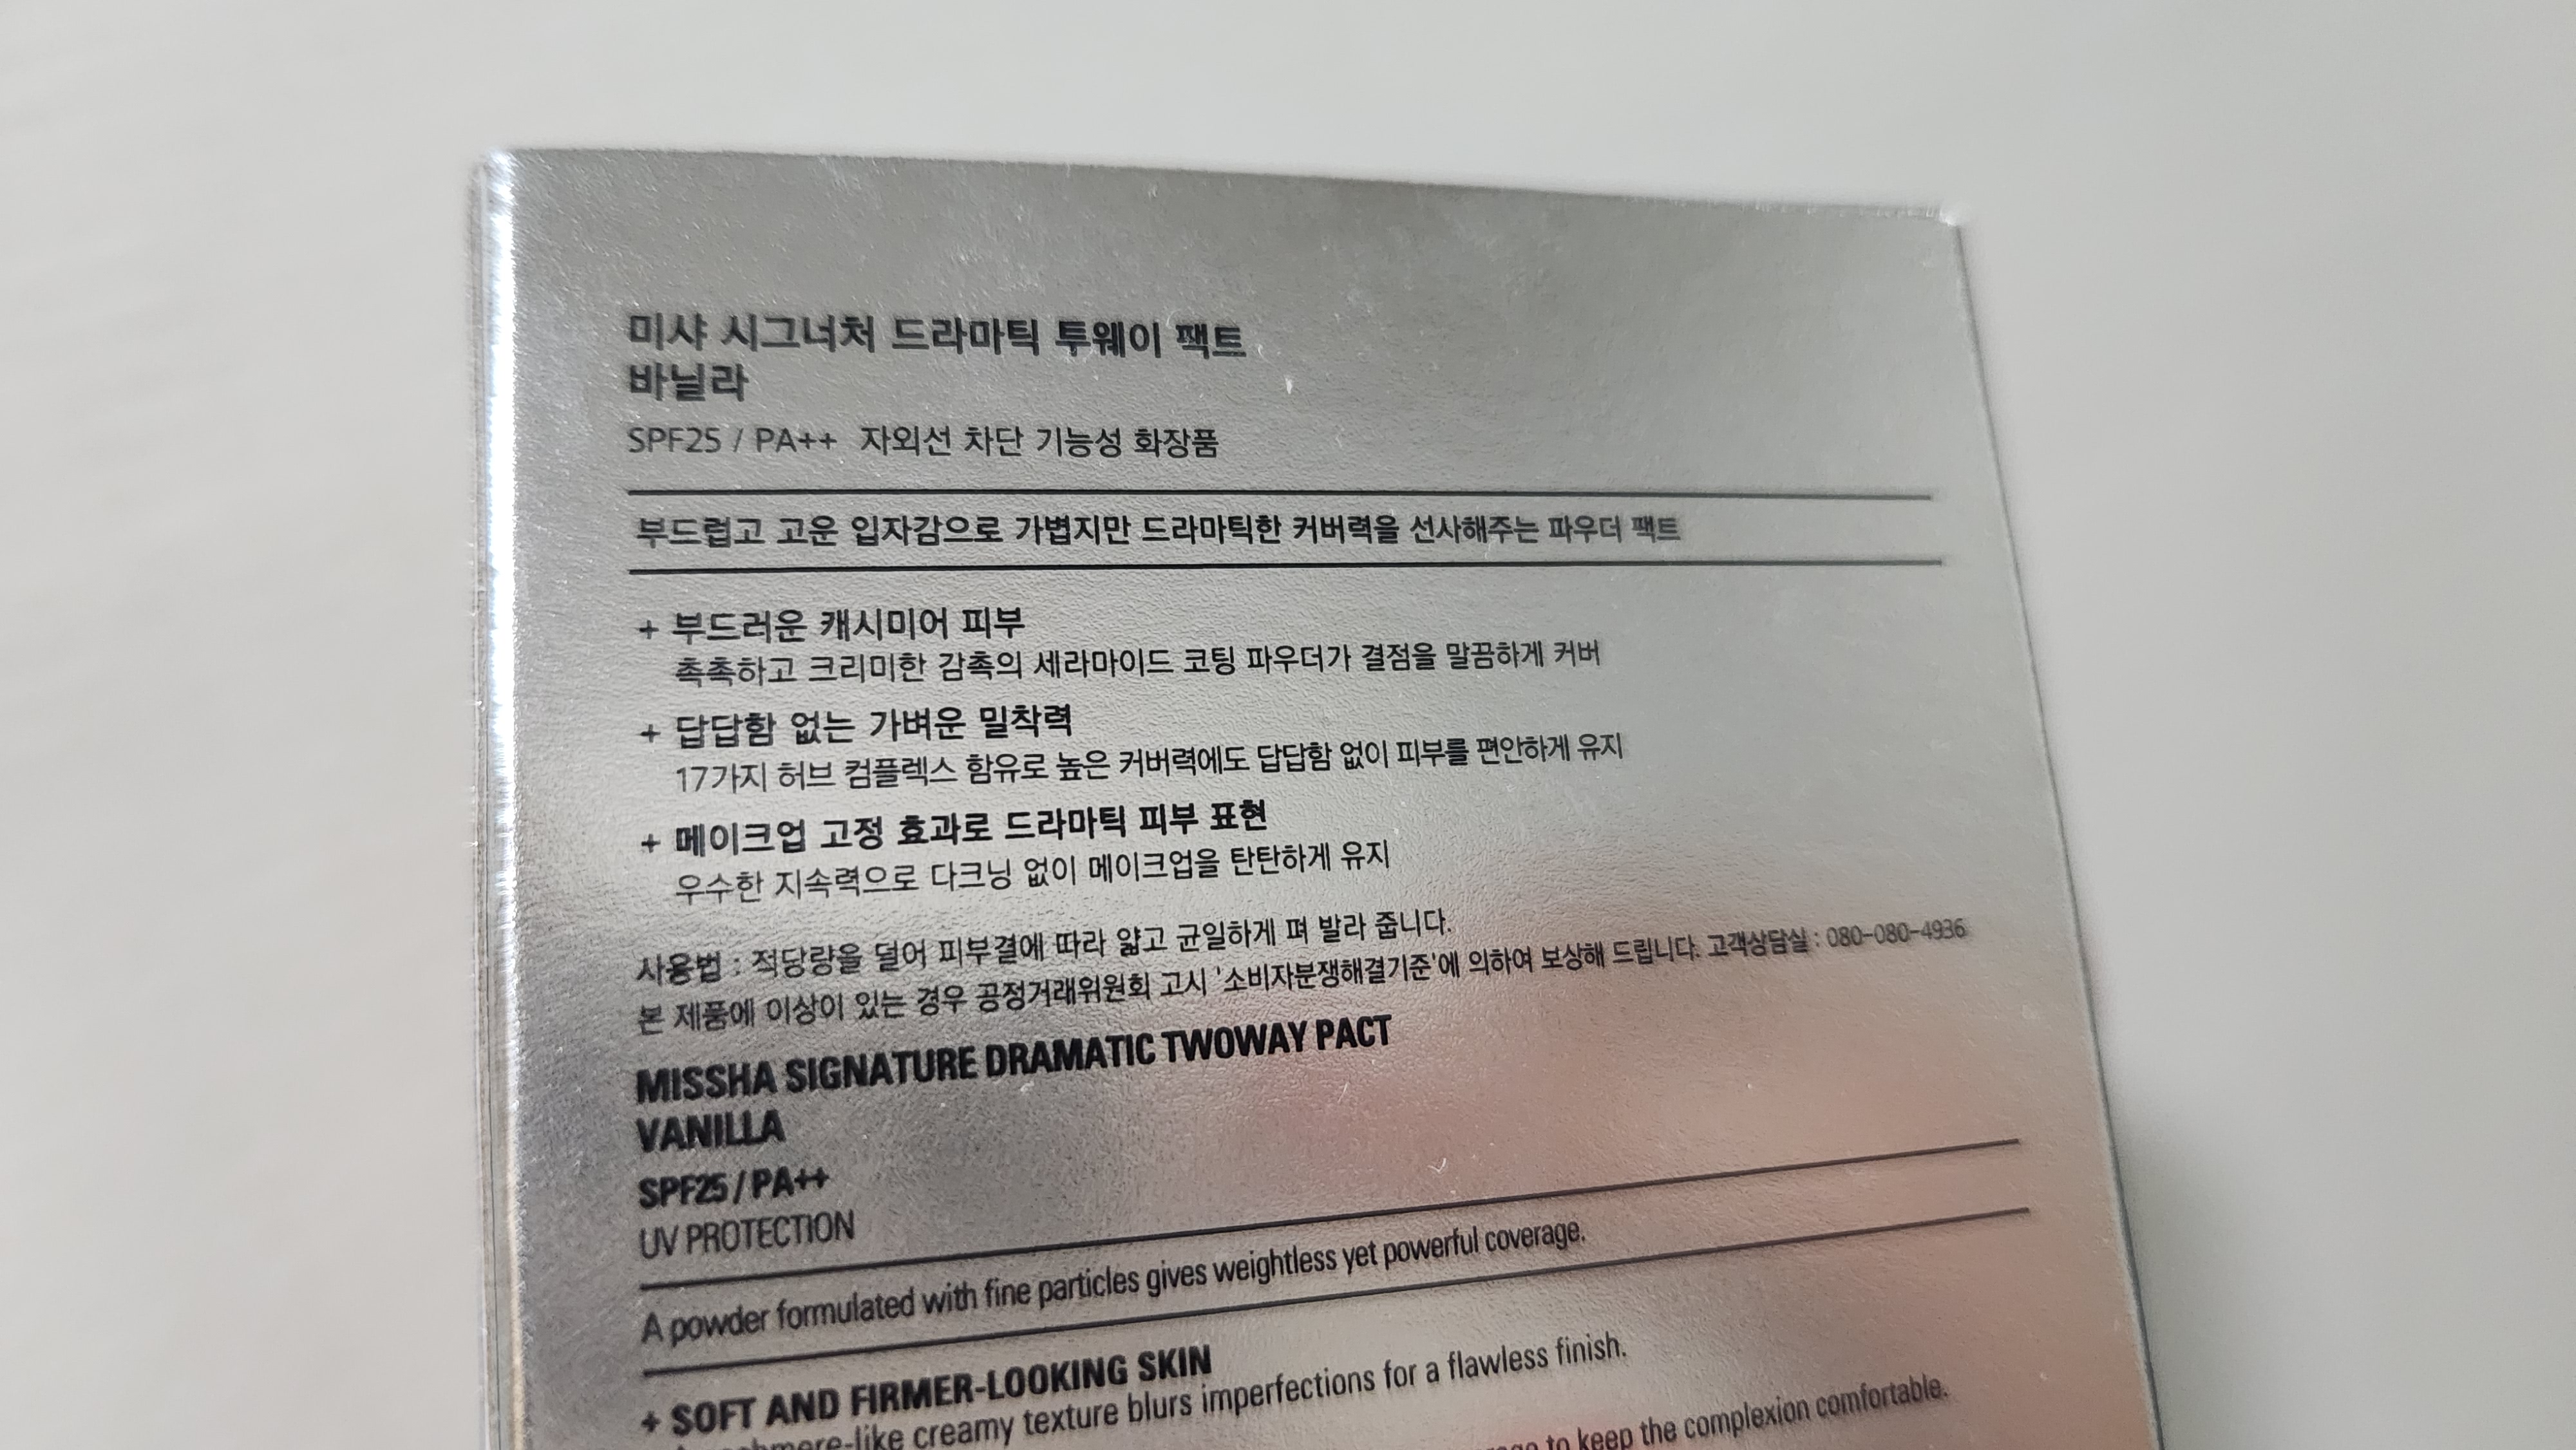 미샤 시그너처 드라마틱 투웨이 팩트
바닐라
SPF25 / PA++ 자외선 차단 기능성 화장품
부드럽고 고운 입자감으로 가볍지만 드라마틱한 커버력을 선사해주는 파우더 팩트
+ 부드러운 캐시미어 피부
촉촉하고 크리미한 감촉의 세라마이드 코팅 파우더가 결점을 말끔하게 커버
+ 답답함 없는 가벼운 밀착력
17가지 허브 컴플렉스 함유로 높은 커버력에도 답답함 없이 피부를 편안하게 유지
+ 메이크업 고정 효과로 드라마틱 피부 표현
우수한 지속력으로 다크닝 없이 메이크업을 탄탄하게 유지
사용법 : 적당량을 덜어 피부결에 따라 얇고 균일하게 펴 발라 줍니다.
본 제품에 이상이 있는 경우 공정거래위원회 고시 '소비자분쟁해결기준'에 의하여 보상해 드립니다. 고객상담실 : 080-080-4936
MISSHA SIGNATURE DRAMATIC TWOWAY PACT
VANILLA
SPF25 / PA++
UV PROTECTION
A powder formulated with fine particles gives weightless yet powerful coverage.
+ SOFT AND FIRMER-LOOKING SKIN
creamy texture blurs imperfections for a flawless finish.
to keep the complexion comfortable.